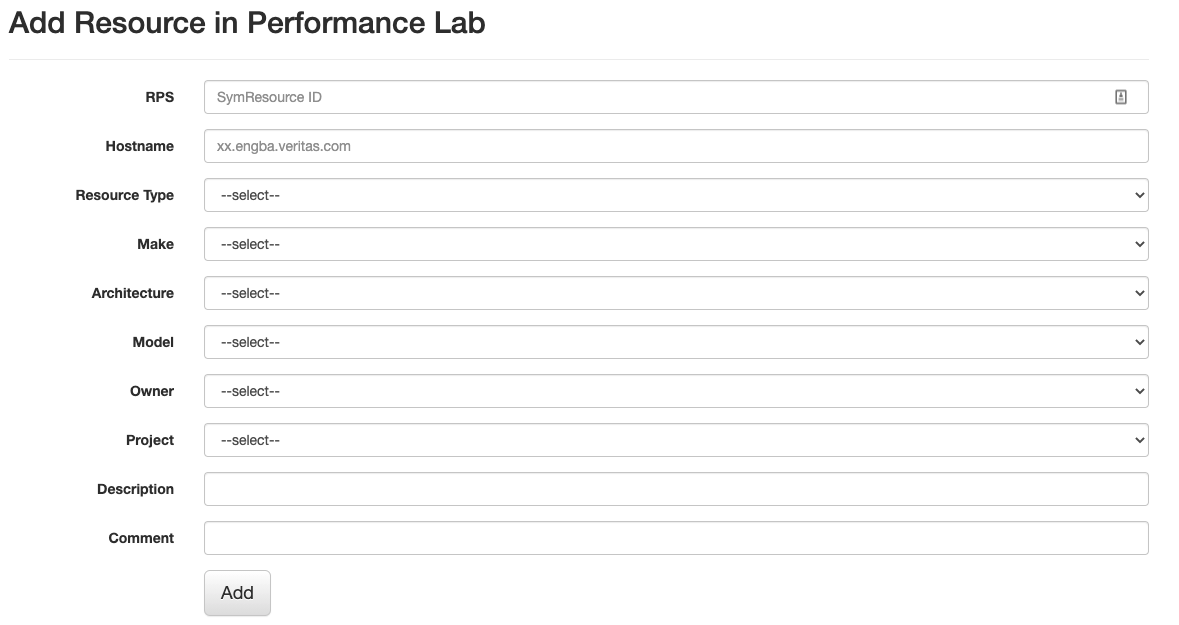 Add Resource in Performance Lab
RPS SymResource ID
Hostname xx.engba.veritas.com
Resource Type --select--
Make --select--
Architecture --select--
Model --select--
Owner --select--
Project --select--
Description
Comment
Add